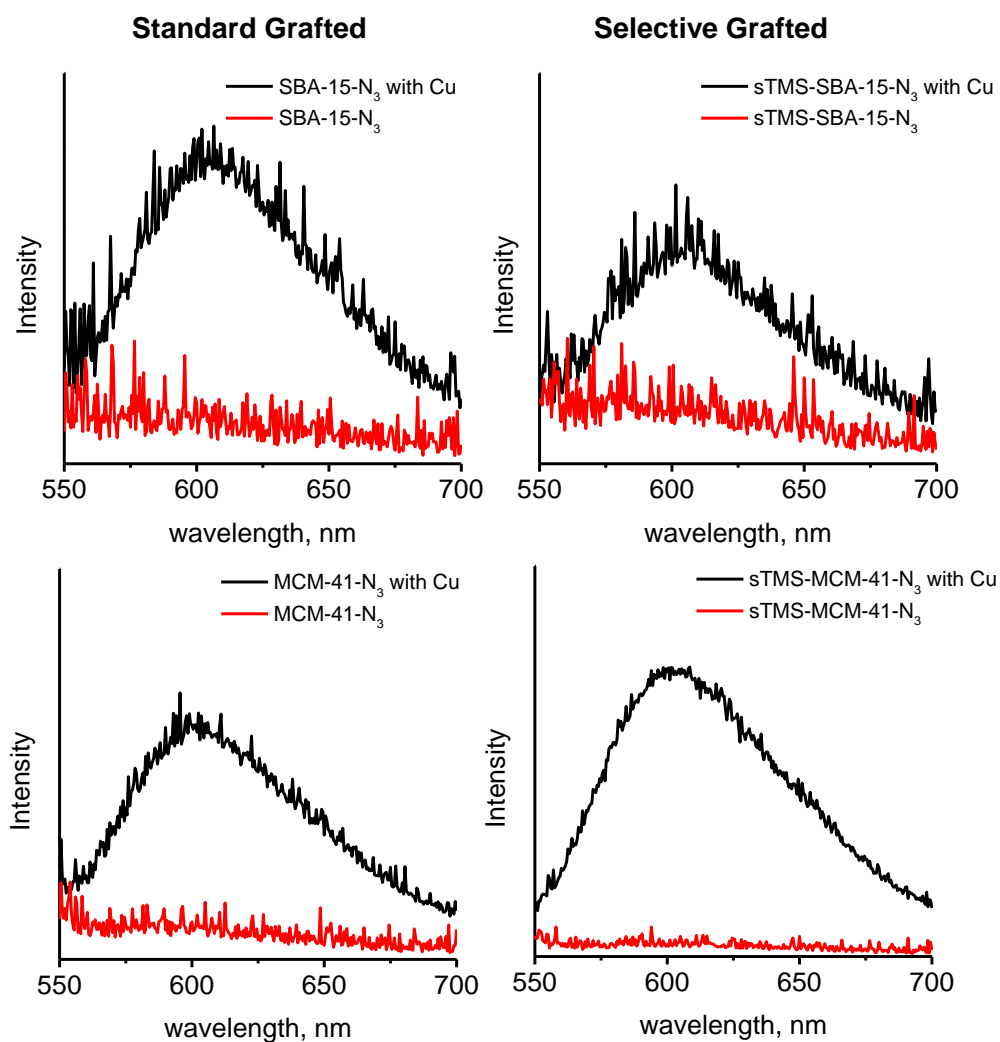 Standard Grafted
Selective Grafted
SBA-15-N₃ with Cu
SBA-15-N₃
Intensity
550
600
650
700
wavelength, nm
sTMS-SBA-15-N₃ with Cu
sTMS-SBA-15-N₃
Intensity
550
600
650
700
wavelength, nm
MCM-41-N₃ with Cu
MCM-41-N₃
Intensity
550
600
650
700
wavelength, nm
sTMS-MCM-41-N₃ with Cu
sTMS-MCM-41-N₃
Intensity
550
600
650
700
wavelength, nm